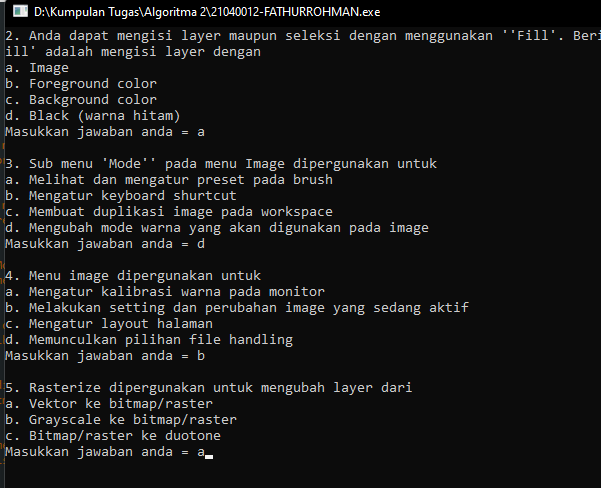 D:\Kumpulan Tugas\Algoritma 2\21040012-FATHURROHMAN.exe
2. Anda dapat mengisi layer maupun seleksi dengan menggunakan ''Fill'. Beri
ill' adalah mengisi layer dengan
a. Image
b. Foreground color
c. Background color
d. Black (warna hitam)
Masukkan jawaban anda = a
3. Sub menu 'Mode'' pada menu Image dipergunakan untuk
a. Melihat dan mengatur preset pada brush
b. Mengatur keyboard shurtcut
c. Membuat duplikasi image pada workspace
d. Mengubah mode warna yang akan digunakan pada image
Masukkan jawaban anda = d
4. Menu image dipergunakan untuk
a. Mengatur kalibrasi warna pada monitor
b. Melakukan setting dan perubahan image yang sedang aktif
c. Mengatur layout halaman
d. Memunculkan pilihan file handling
Masukkan jawaban anda = b
5. Rasterize dipergunakan untuk mengubah layer dari
a. Vektor ke bitmap/raster
b. Grayscale ke bitmap/raster
c. Bitmap/raster ke duotone
Masukkan jawaban anda = a